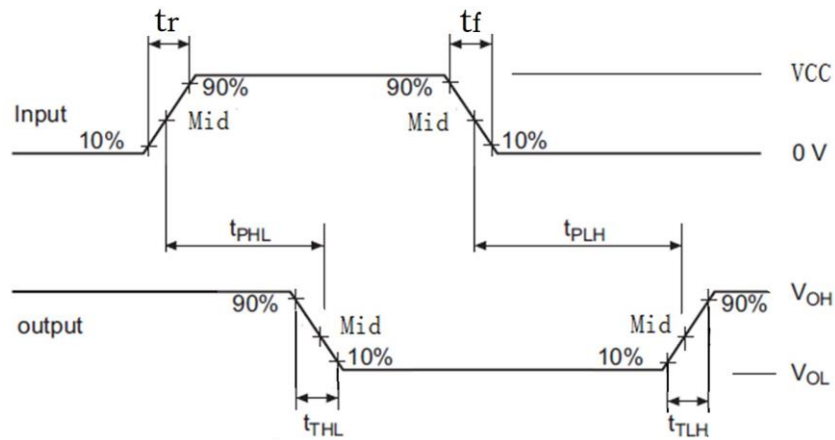 tr
tf
90%
90%
VCC
Input
Mid
Mid
10%
10%
0 V
tPHL
tPLH
90%
90%
VOH
output
Mid
Mid
10%
10%
VOL
tTHL
tTLH